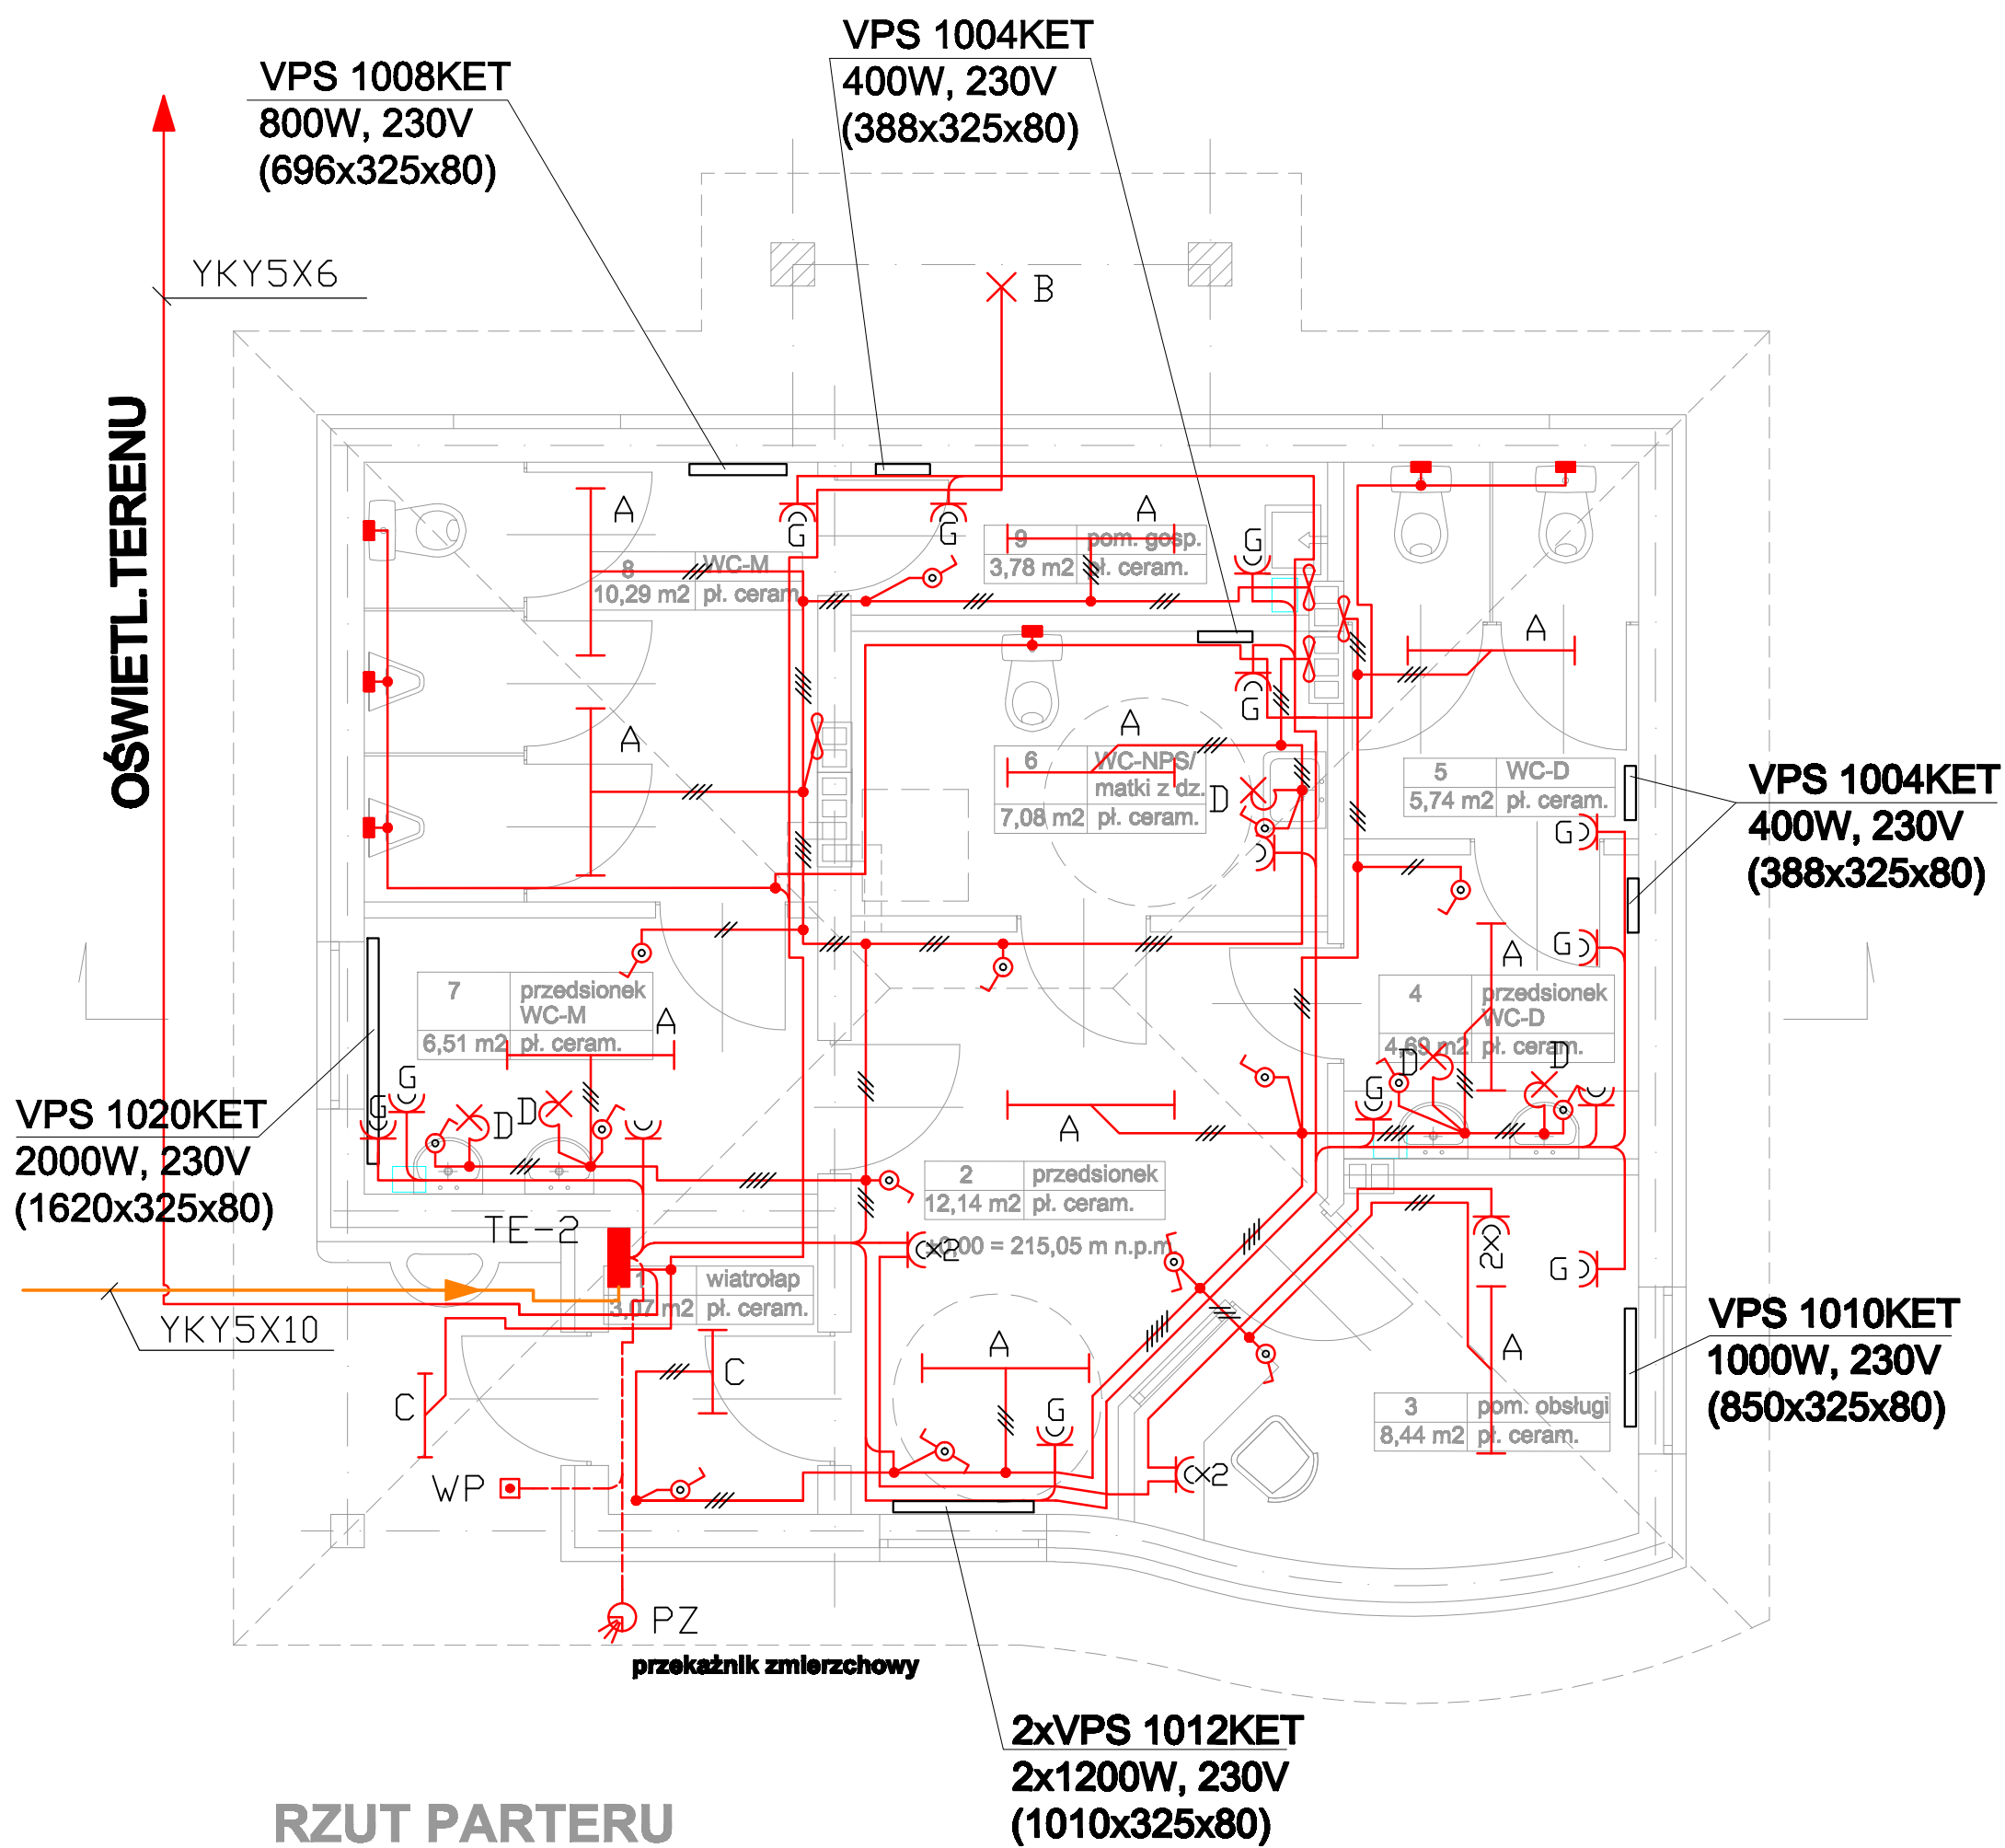 VPS 1004KET
400W, 230V
(388x325x80)
VPS 1008KET
800W, 230V
(696x325x80)
YKY5X6
B
OŚWIETL.TERENU
A
G
G
A
G
9 pom. gosp.
3,78 m2 pł. ceram.
8 WC-M
10,29 m2 pł. ceram.
A
A
A
G
6 WC-NPS/
matki z dz.
7,08 m2 pł. ceram.
D
5 WC-D
5,74 m2 pł. ceram.
G
VPS 1004KET
400W, 230V
(388x325x80)
G
A
7 przedsionek
WC-M
6,51 m2 pł. ceram.
A
4 przedsionek
WC-D
4,69 m2 pł. ceram.
D
D
G
G
G
D
D
A
VPS 1020KET
2000W, 230V
(1620x325x80)
2 przedsionek
12,14 m2 pł. ceram.
±0,00 = 215,05 m n.p.m
TE-2
x2
x2
G
1 wiatrołap
3,07 m2 pł. ceram.
YKY5X10
A
C
C
G
A
VPS 1010KET
1000W, 230V
(850x325x80)
3 pom. obsługi
8,44 m2 pł. ceram.
x2
WP
PZ
przekaźnik zmierzchowy
2xVPS 1012KET
2x1200W, 230V
(1010x325x80)
RZUT PARTERU